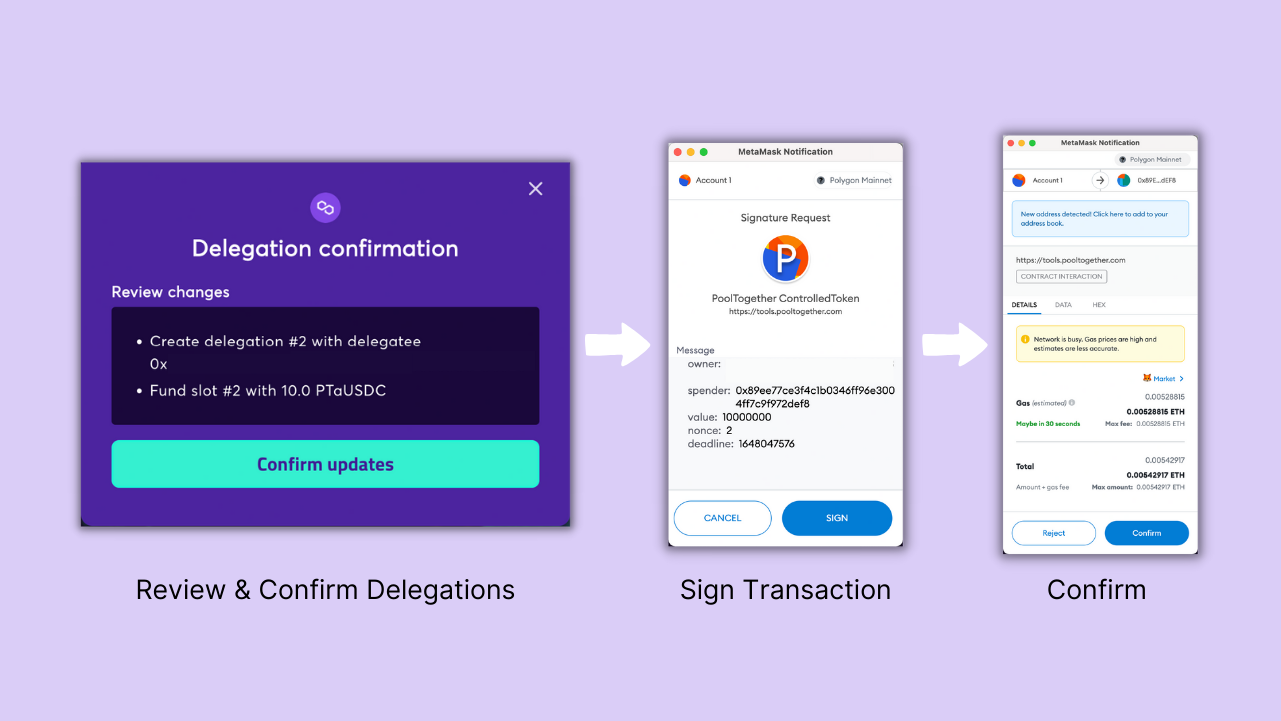 Delegation confirmation
Review changes
• Create delegation #2 with delegatee
0x
• Fund slot #2 with 10.0 PTaUSDC
Confirm updates
Review & Confirm Delegations
MetaMask Notification
Account 1
Polygon Mainnet
Signature Request
P
PoolTogether ControlledToken
https://tools.pooltogether.com
Message
owner:
spender: 0x89ee77ce3f4c1b0346ff96e300
4ff7c9f972def8
value: 10000000
nonce: 2
deadline: 1648047576
CANCEL
SIGN
Sign Transaction
MetaMask Notification
Polygon Mainnet
Account 1
0x89E...dEF8
New address detected! Click here to add to your
address book.
https://tools.pooltogether.com
CONTRACT INTERACTION
DETAILS
DATA
HEX
Network is busy. Gas prices are high and
estimates are less accurate.
Market >
0.00528815
Gas (estimated)
0.00528815 ETH
Maybe in 30 seconds
Max fee: 0.00528815 ETH
0.00542917
Total
0.00542917 ETH
Amount + gas fee
Max amount: 0.00542917 ETH
Reject
Confirm
Confirm